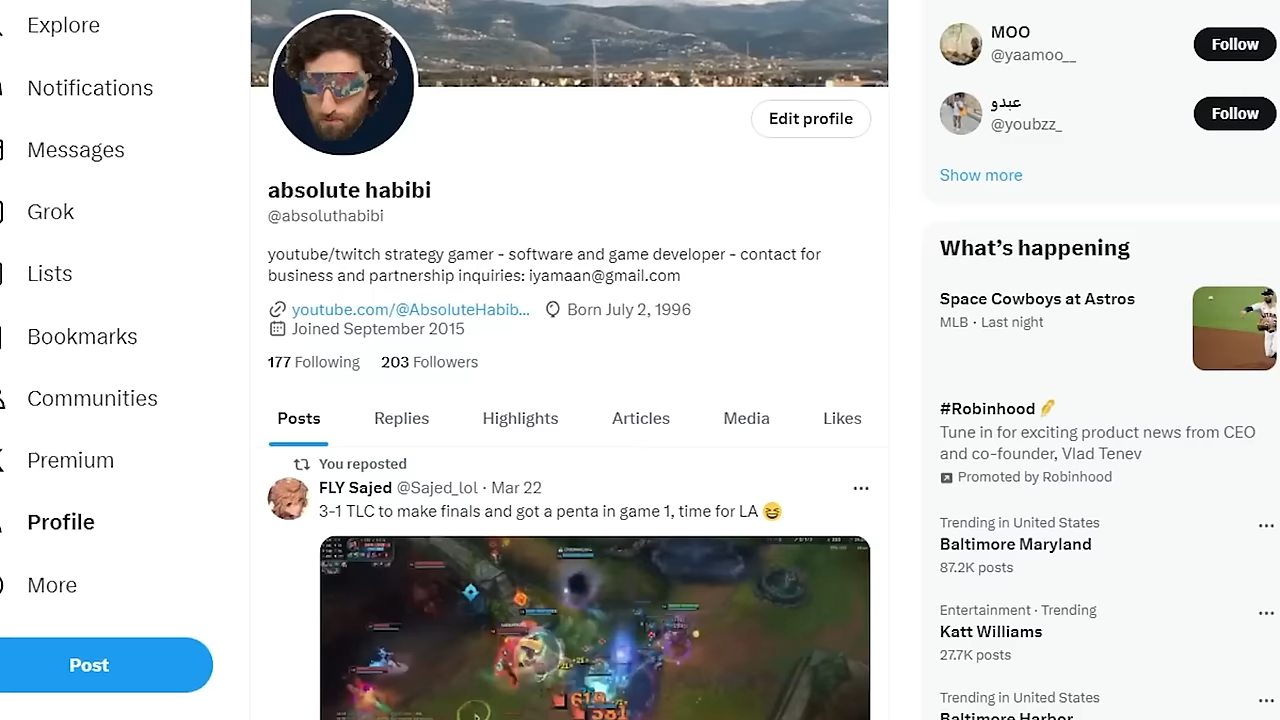 Explore
Notifications
Messages
Grok
Lists
Bookmarks
Communities
Premium
Profile
More
Post
Edit profile
absolute habibi
@absoluthabibi
youtube/twitch strategy gamer - software and game developer - contact for
business and partnership inquiries: iyamaan@gmail.com
youtube.com/@AbsoluteHabib... Born July 2, 1996
Joined September 2015
177 Following 203 Followers
Posts Replies Highlights Articles Media Likes
You reposted
FLY Sajed @Sajed_lol · Mar 22
3-1 TLC to make finals and got a penta in game 1, time for LA 😆
MOO
@yaamoo__
Follow
عبدو
@youbzz_
Follow
Show more
What's happening
Space Cowboys at Astros
MLB · Last night
#Robinhood
Tune in for exciting product news from CEO
and co-founder, Vlad Tenev
Promoted by Robinhood
Trending in United States
Baltimore Maryland
87.2K posts
Entertainment · Trending
Katt Williams
27.7K posts
Trending in United States
Baltimore Harbor